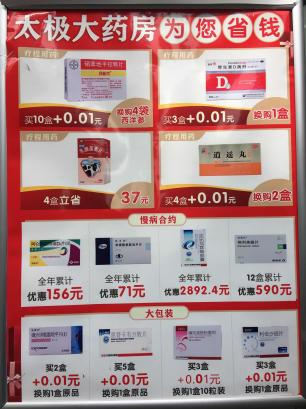 太极大药房为您省钱
疗程用药
疗程用药
买10盒+0.01元
换购4袋
西洋参
D
买3盒+0.01元
换购1盒
疗程用药
疗程用药
逍遥丸
4盒立省
37元
买4盒+0.01元
换购2盒
慢病合约
全年累计
优惠156元
全年累计
优惠71元
全年累计
优惠2892.4元
12盒累计
优惠590元
大包装
买2盒
+0.01元
换购1盒原品
买5盒
+0.01元
换购1盒原品
买3盒
+0.01元
换购1盒10粒装
买3盒
+0.01元
换购1盒原品